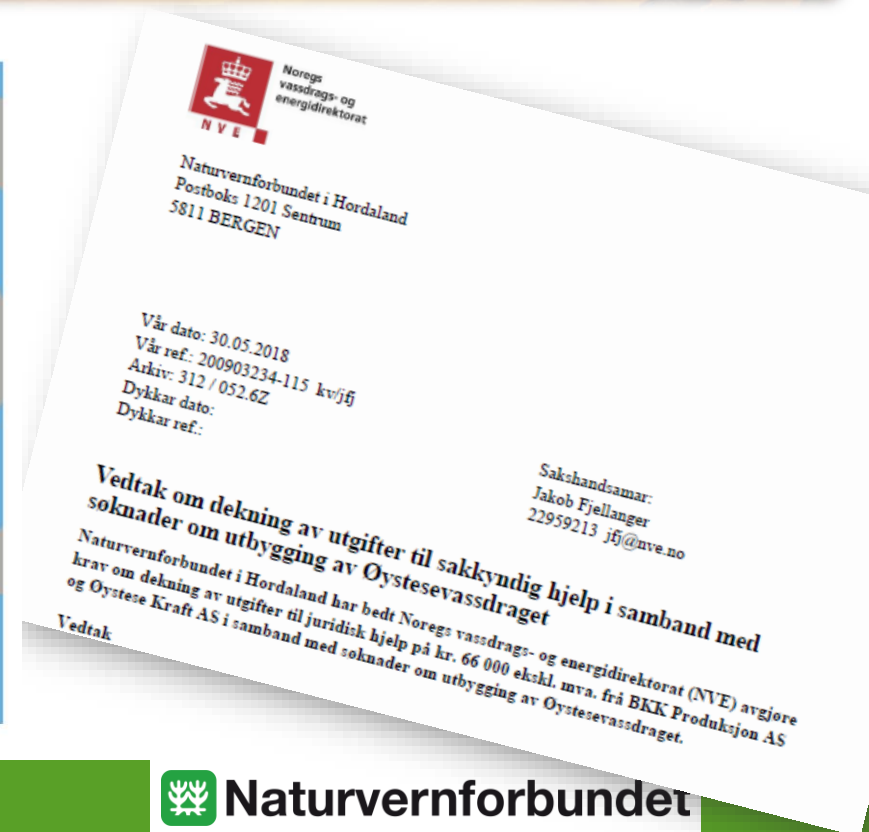 Noregs
vassdrags- og
energidirektorat
NVE
Naturvernforbundet i Hordaland
Postboks 1201 Sentrum
5811 BERGEN
Vår dato: 30.05.2018
Vår ref.: 200903234-115 kv/jfj
Arkiv: 312 / 052.6Z
Dykkar dato:
Dykkar ref.:
Sakshandsamar:
Jakob Fjellanger
22959213 jfj@nve.no
Vedtak om dekning av utgifter til sakkyndig hjelp i samband med
søknader om utbygging av Øystesevassdraget
Naturvernforbundet i Hordaland har bedt Noregs vassdrags- og energidirektorat (NVE) avgjøre
krav om dekning av utgifter til juridisk hjelp på kr. 66 000 ekskl. mva. frå BKK Produksjon AS
og Øystese Kraft AS i samband med søknader om utbygging av Øystesevassdraget.
Vedtak
Naturvernforbundet